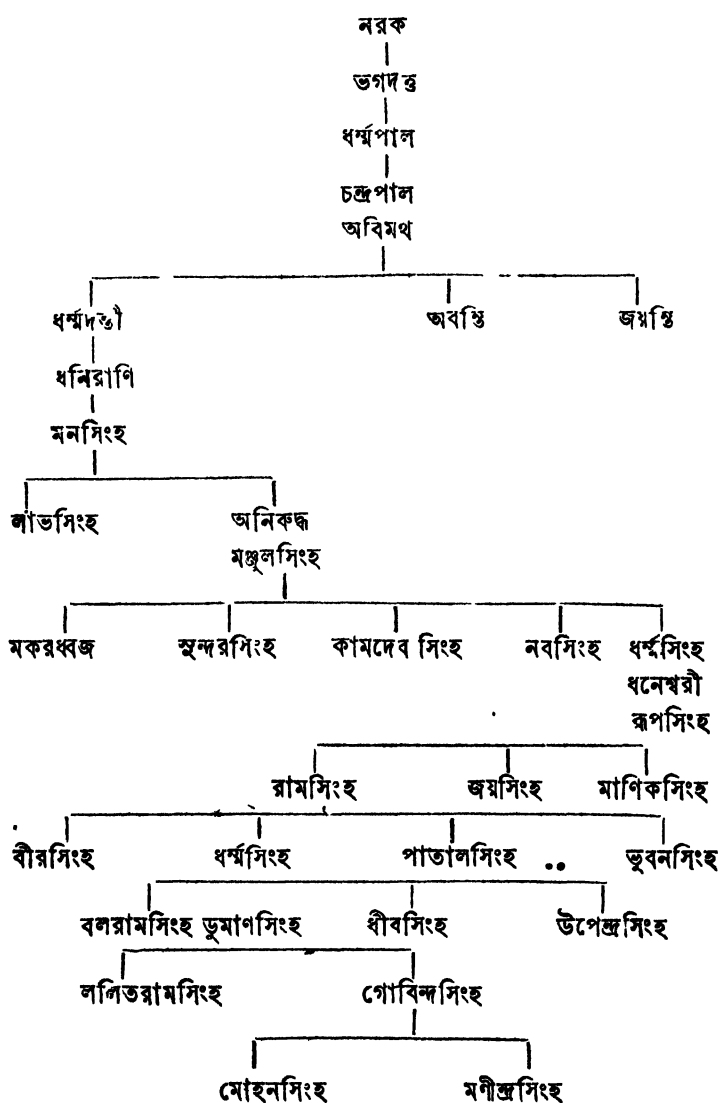 নরক
ভগদত্ত
ধর্ম্মপাল
চন্দ্রপাল
অবিমথ
ধর্ম্মদত্তী অবন্তি জয়ন্তি
ধনিরাণি
মনসিংহ
লাভসিংহ অনিরুদ্ধ
মঞ্জুলসিংহ
মকরধ্বজ সুন্দরসিংহ কামদেব সিংহ নবসিংহ ধর্ম্মসিংহ
ধনেশ্বরী
রূপসিংহ
রামসিংহ জয়সিংহ মাণিকসিংহ
বীরসিংহ ধর্ম্মসিংহ পাতালসিংহ ভুবনসিংহ
বলরামসিংহ ডুমাণসিংহ ধীবসিংহ উপেন্দ্রসিংহ
ললিতরামসিংহ গোবিন্দসিংহ
মোহনসিংহ মণীন্দ্রসিংহ